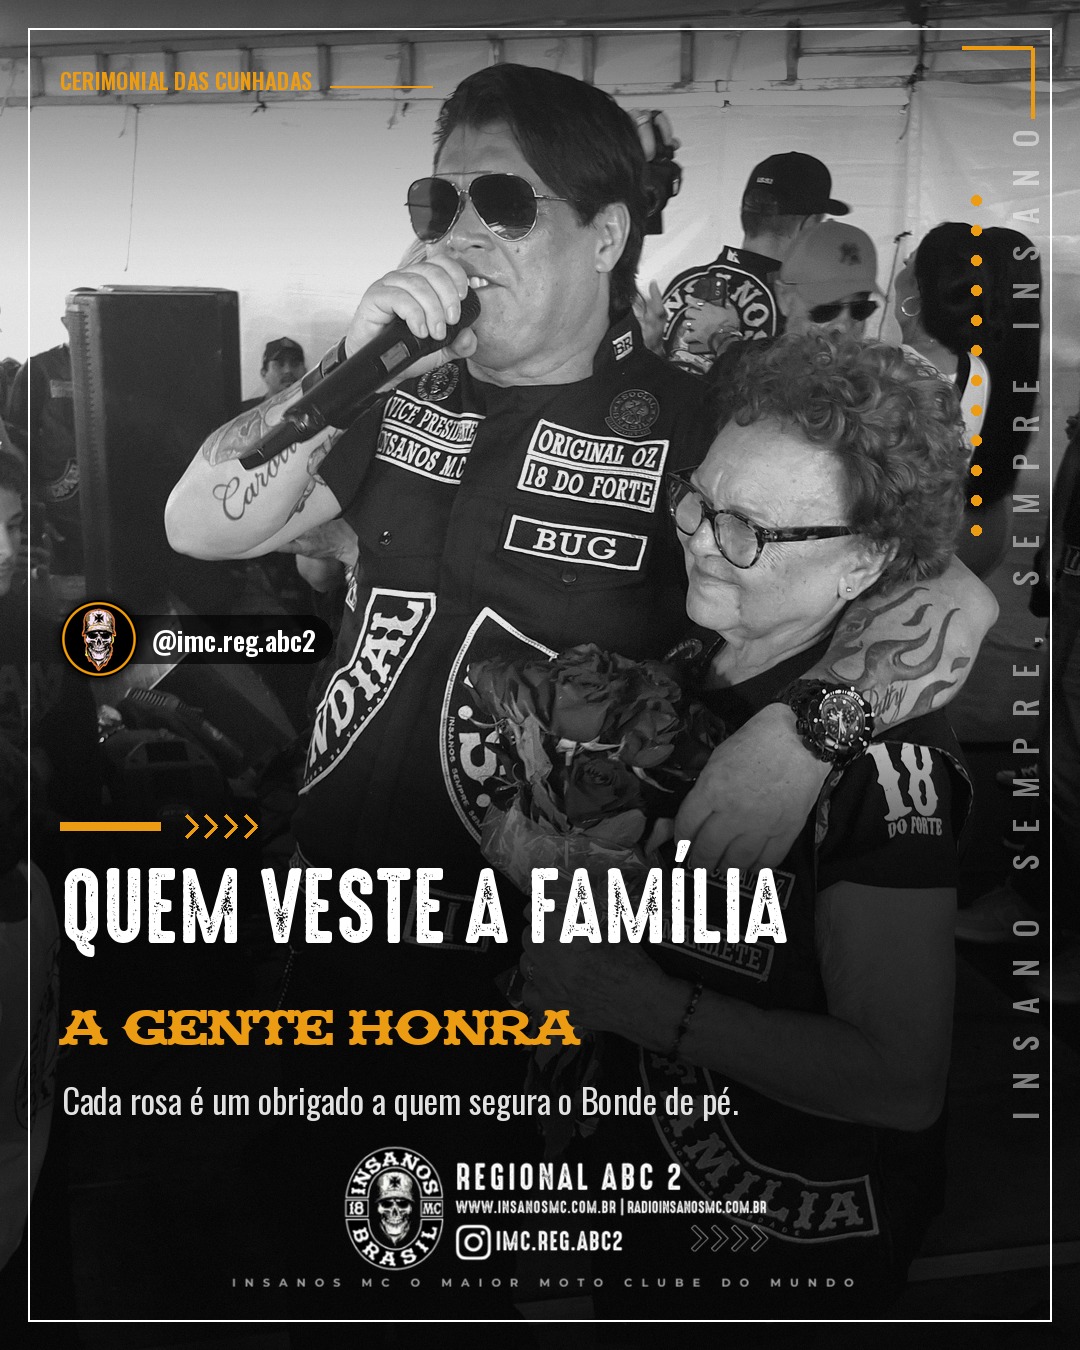 CERIMONIAL DAS CUNHADAS
INSANO SEMPRE, SEMPRE INSANO
BR
VICE PRESIDENTE
INSANOS M.C
ORIGINAL OZ
18 DO FORTE
BUG
NDIAL
@imc.reg.abc2
18
DO FORTE
QUEM VESTE A FAMÍLIA
A GENTE HONRA
Cada rosa é um obrigado a quem segura o Bonde de pé.
FAMILIA
INSANOS
18 MC
BRASIL
REGIONAL ABC 2
WWW.INSANOSMC.COM.BR | RADIOINSANOSMC.COM.BR
IMC.REG.ABC2
INSANOS MC O MAIOR MOTO CLUBE DO MUNDO